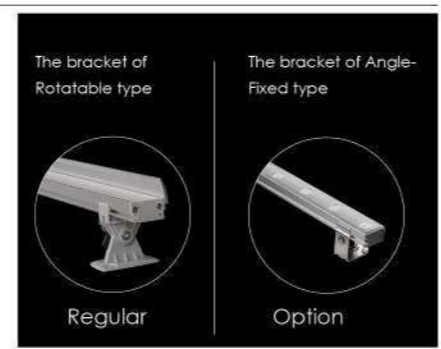 The bracket of
Rotatable type
Regular
The bracket of Angle-
Fixed type
Option